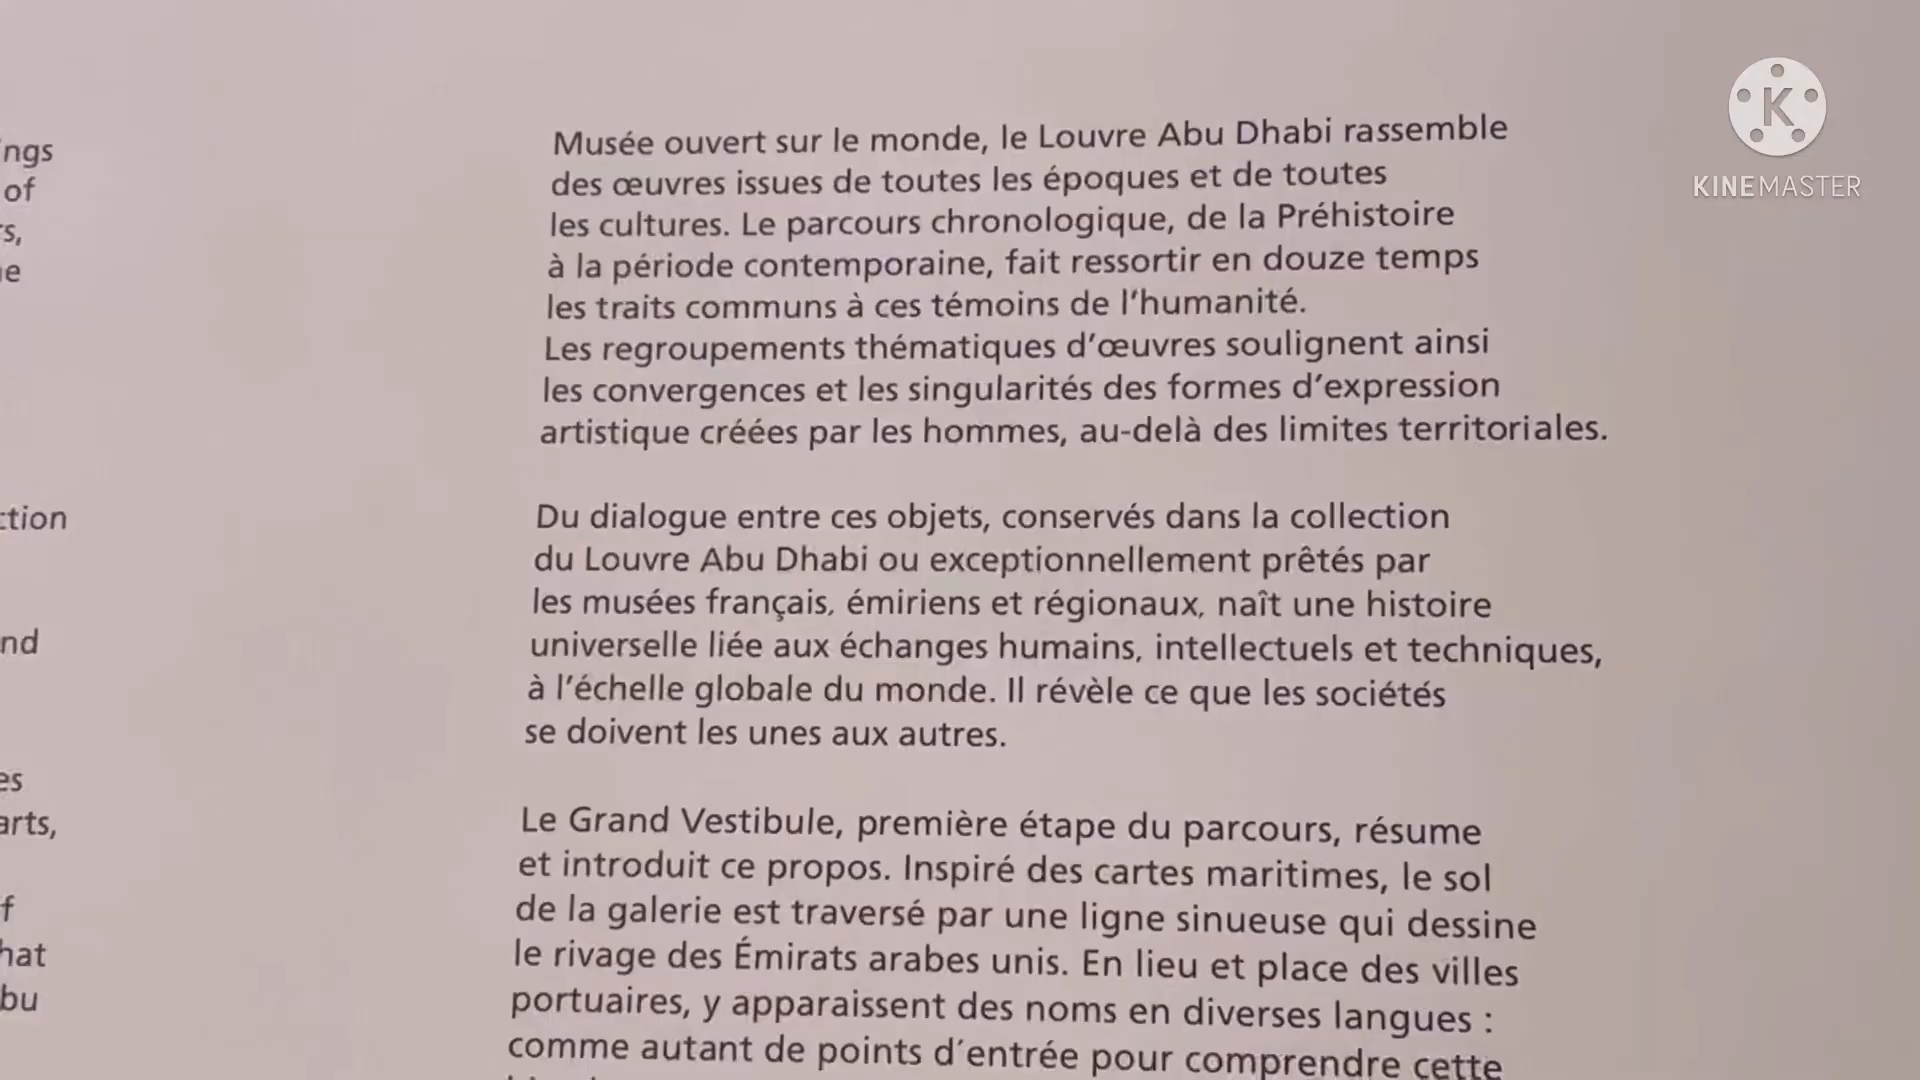 ngs
of
s,
ction
nd
es
arts,
f
hat
bu
Musée ouvert sur le monde, le Louvre Abu Dhabi rassemble
des œuvres issues de toutes les époques et de toutes
les cultures. Le parcours chronologique, de la Préhistoire
à la période contemporaine, fait ressortir en douze temps
les traits communs à ces témoins de l'humanité.
Les regroupements thématiques d'œuvres soulignent ainsi
les convergences et les singularités des formes d'expression
artistique créées par les hommes, au-delà des limites territoriales.
Du dialogue entre ces objets, conservés dans la collection
du Louvre Abu Dhabi ou exceptionnellement prêtés par
les musées français, émiriens et régionaux, naît une histoire
universelle liée aux échanges humains, intellectuels et techniques,
à l'échelle globale du monde. Il révèle ce que les sociétés
se doivent les unes aux autres.
Le Grand Vestibule, première étape du parcours, résume
et introduit ce propos. Inspiré des cartes maritimes, le sol
de la galerie est traversé par une ligne sinueuse qui dessine
le rivage des Émirats arabes unis. En lieu et place des villes
portuaires, y apparaissent des noms en diverses langues :
comme autant de points d'entrée pour comprendre cette
K
KINEMASTER